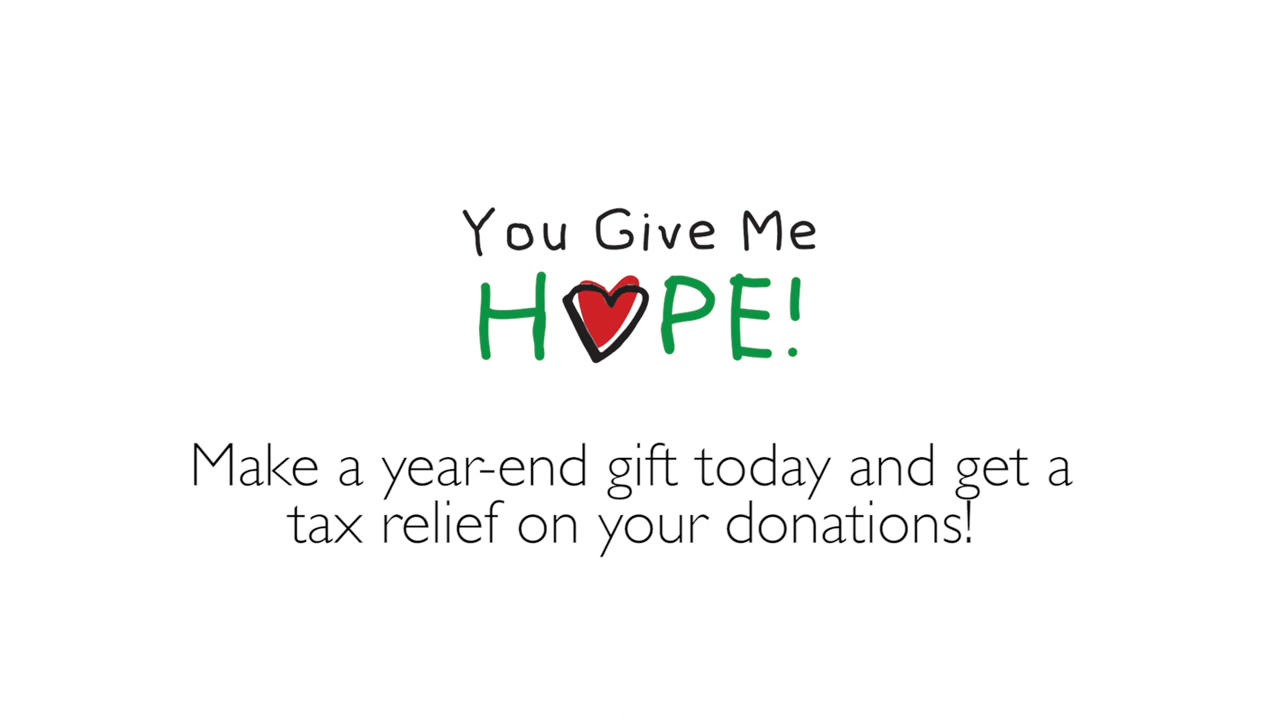 You Give Me
HOPE!
Make a year-end gift today and get a
tax relief on your donations!